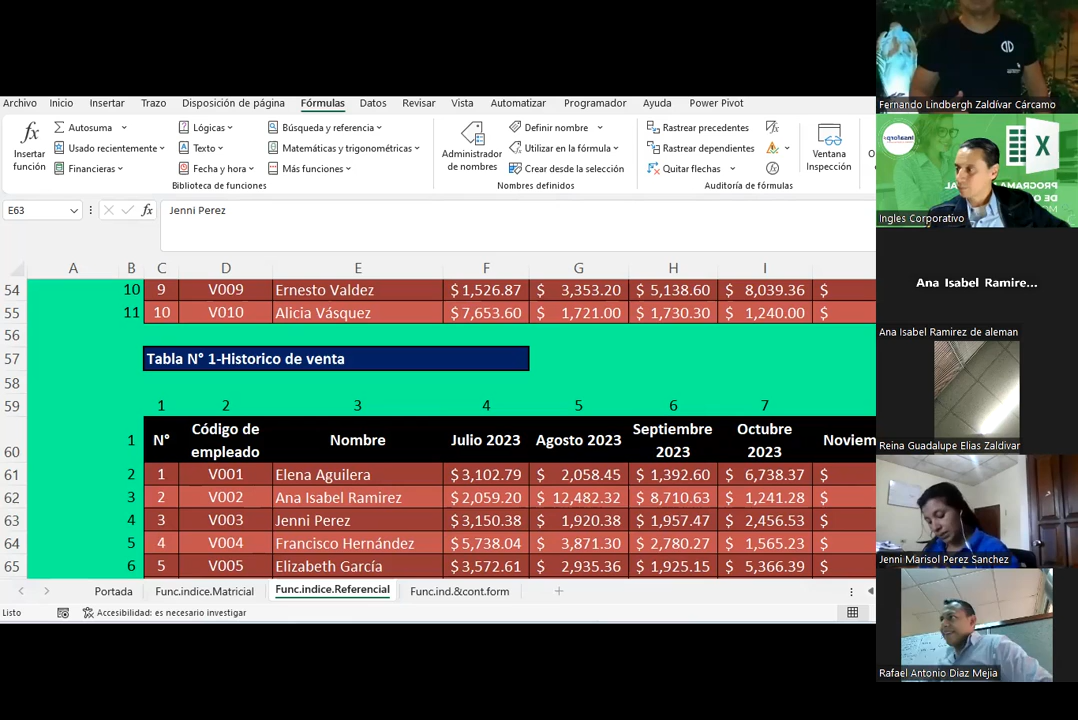 Archivo Inicio Insertar Trazo Disposición de página Fórmulas Datos Revisar Vista Automatizar Programador Ayuda Power Pivot
Insertar función
Autosuma
Usado recientemente
Financieras
Lógicas
Texto
Fecha y hora
Búsqueda y referencia
Matemáticas y trigonométricas
Más funciones
Biblioteca de funciones
Administrador de nombres
Definir nombre
Utilizar en la fórmula
Crear desde la selección
Nombres definidos
Rastrear precedentes
Rastrear dependientes
Quitar flechas
Auditoría de fórmulas
Ventana Inspección
E63 fx Jenni Perez
A B C D E F G H I
54 10 9 V009 Ernesto Valdez $1,526.87 $ 3,353.20 $ 5,138.60 $ 8,039.36 $
55 11 10 V010 Alicia Vásquez $7,653.60 $ 1,721.00 $ 1,730.30 $ 1,240.00 $
56
57 Tabla N° 1-Historico de venta
58
59 1 2 3 4 5 6 7
60 1 N° Código de empleado Nombre Julio 2023 Agosto 2023 Septiembre 2023 Octubre 2023 Noviem
61 2 1 V001 Elena Aguilera $3,102.79 $ 2,058.45 $ 1,392.60 $ 6,738.37 $
62 3 2 V002 Ana Isabel Ramirez $2,059.20 $ 12,482.32 $ 8,710.63 $ 1,241.28 $
63 4 3 V003 Jenni Perez $3,150.38 $ 1,920.38 $ 1,957.47 $ 2,456.53 $
64 5 4 V004 Francisco Hernández $5,738.04 $ 3,871.30 $ 2,780.27 $ 1,565.23 $
65 6 5 V005 Elizabeth García $3,572.61 $ 2,935.36 $ 1,925.15 $ 5,366.39 $
Portada Func.indice.Matricial Func.indice.Referencial Func.ind.&cont.form
Listo Accesibilidad: es necesario investigar
Fernando Lindbergh Zaldívar Cárcamo
Ingles Corporativo
Ana Isabel Ramire...
Ana Isabel Ramirez de aleman
Reina Guadalupe Elias Zaldivar
Jenni Marisol Perez Sanchez
Rafael Antonio Diaz Mejia